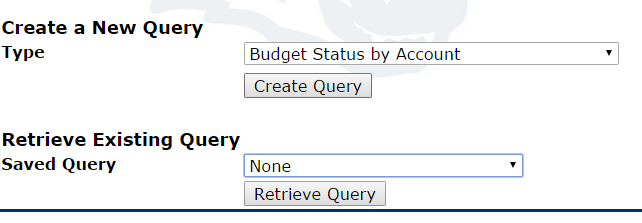 Create a New Query
Type Budget Status by Account
Create Query
Retrieve Existing Query
Saved Query None
Retrieve Query